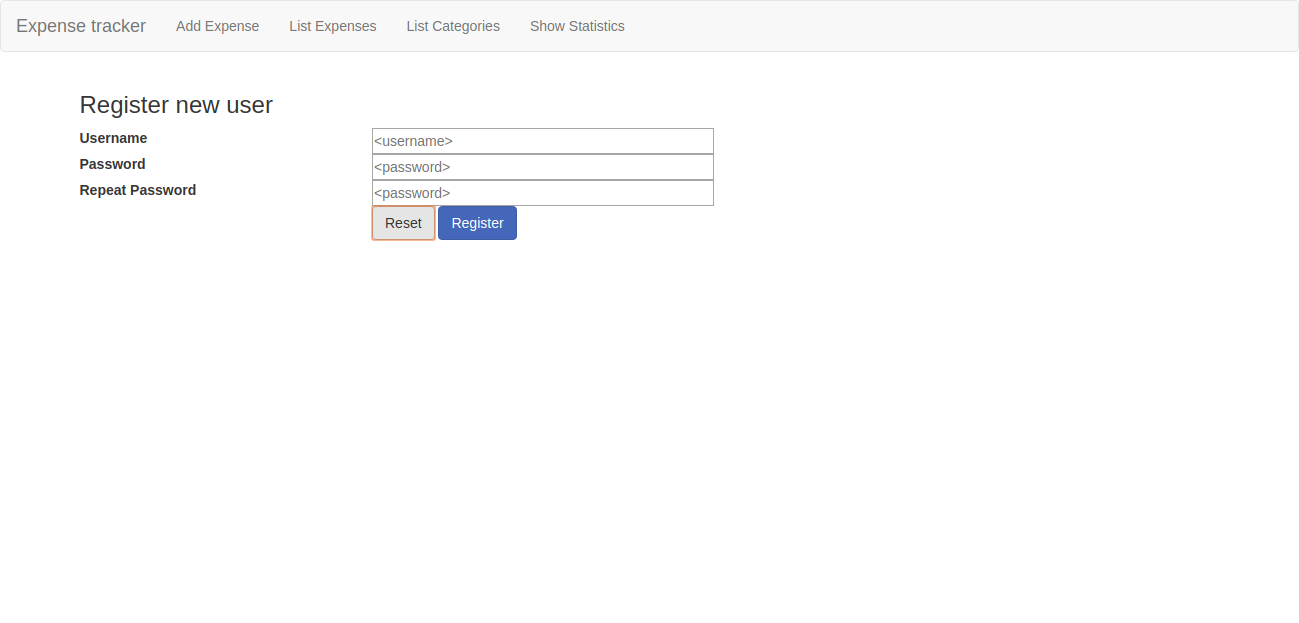 Expense tracker Add Expense List Expenses List Categories Show Statistics
Register new user
Username <username>
Password <password>
Repeat Password <password>
Reset Register